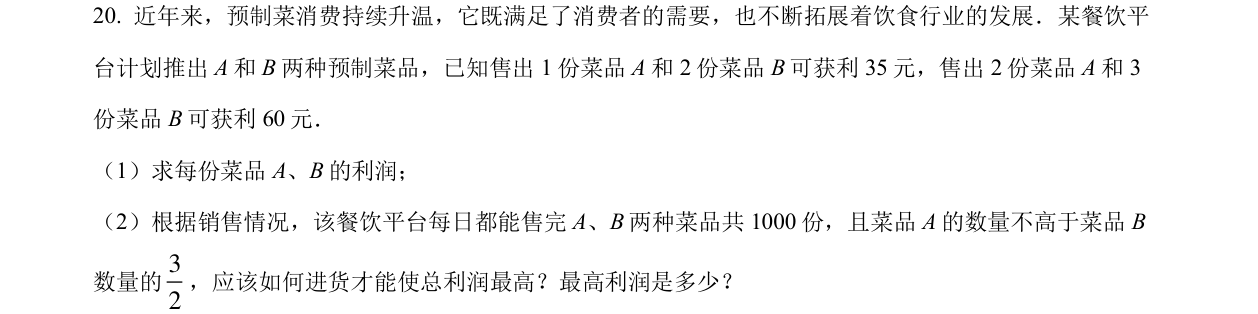 20. 近年来，预制菜消费持续升温，它既满足了消费者的需要，也不断拓展着饮食行业的发展．某餐饮平
台计划推出 A 和 B 两种预制菜品，已知售出 1 份菜品 A 和 2 份菜品 B 可获利 35 元，售出 2 份菜品 A 和 3
份菜品 B 可获利 60 元．
（1）求每份菜品 A、B 的利润；
（2）根据销售情况，该餐饮平台每日都能售完 A、B 两种菜品共 1000 份，且菜品 A 的数量不高于菜品 B
数量的 3/2，应该如何进货才能使总利润最高？最高利润是多少？